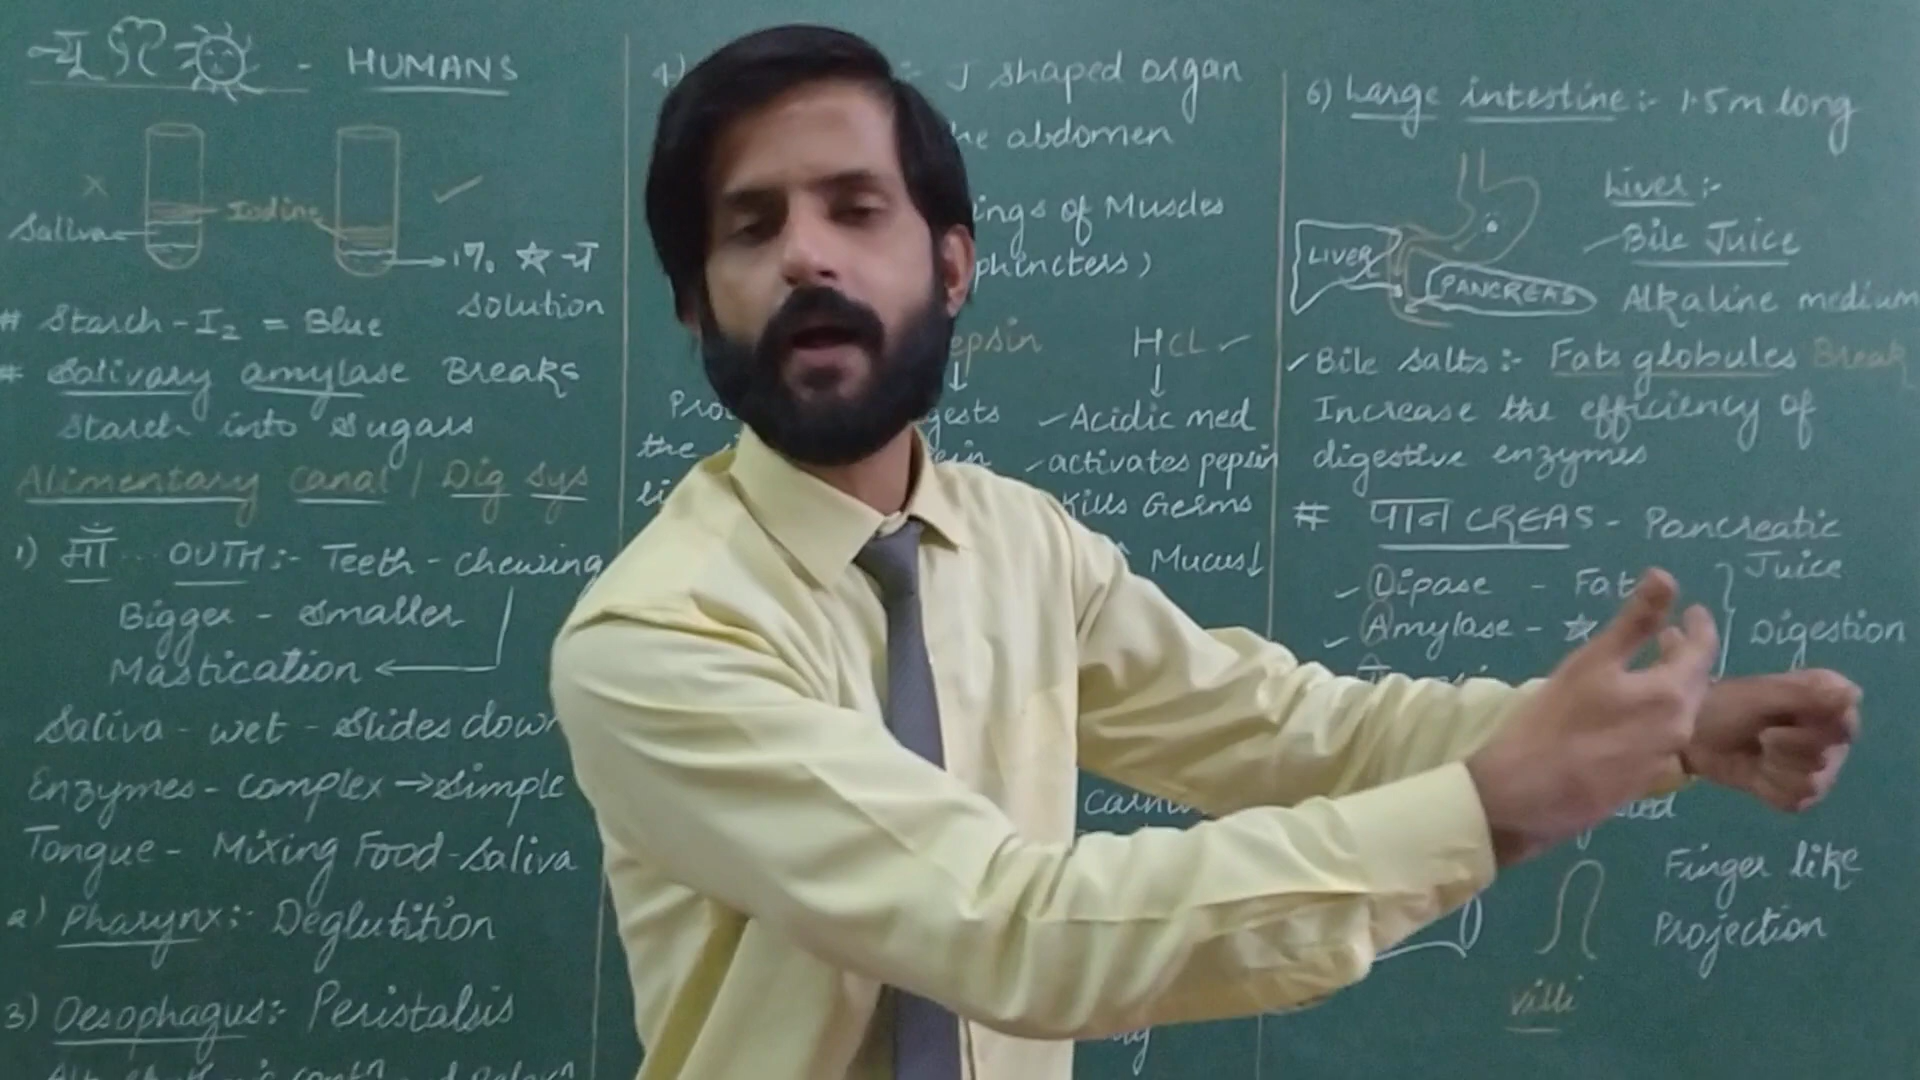 न्यू - HUMANS
Saliva
Iodine
1% ☆ र्च
solution
# Starch - I₂ = Blue
# Salivary amylase Breaks
starch into sugars
Alimentary canal / Dig sys
1) माँ OUTH :- Teeth - chewing
Bigger - smaller
Mastication ←
Saliva - wet - slides down
Enzymes - complex → simple
Tongue - Mixing Food - saliva
2) Pharynx :- Deglutition
3) Oesophagus :- Peristalsis
4) :- J shaped organ
abdomen
of Muscles
HCL ✓
↓ ↓
the
✓ Acidic med
✓ activates pepsin
Kills Germs
Mucus ↓
6) Large intestine :- 1.5m long
LIVER
PANCREAS
Liver :-
Bile Juice
Alkaline medium
✓ Bile salts :- Fats globules Break
Increase the efficiency of
digestive enzymes
# पान CREAS - Pancreatic
Juice
✓ Lipase - Fat
✓ Amylase - ☆
Digestion
Finger like
Projection
villi